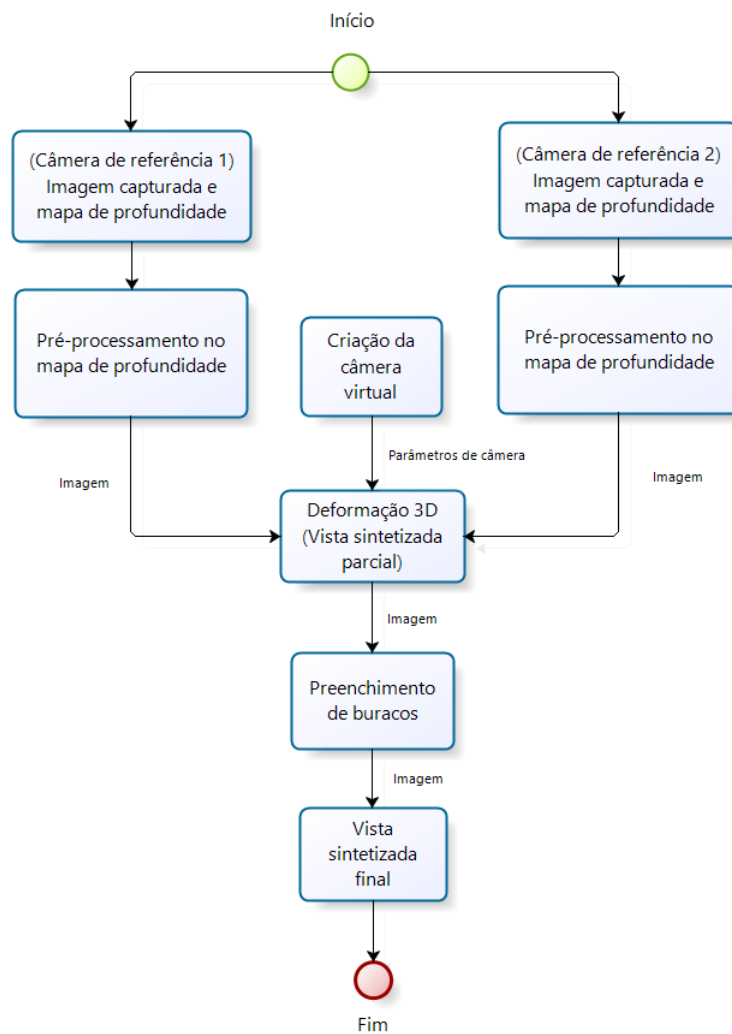 Início
(Câmera de referência 1)
Imagem capturada e
mapa de profundidade
(Câmera de referência 2)
Imagem capturada e
mapa de profundidade
Pré-processamento no
mapa de profundidade
Criação da
câmera
virtual
Pré-processamento no
mapa de profundidade
Parâmetros de câmera
Imagem
Imagem
Deformação 3D
(Vista sintetizada
parcial)
Imagem
Preenchimento
de buracos
Imagem
Vista
sintetizada
final
Fim